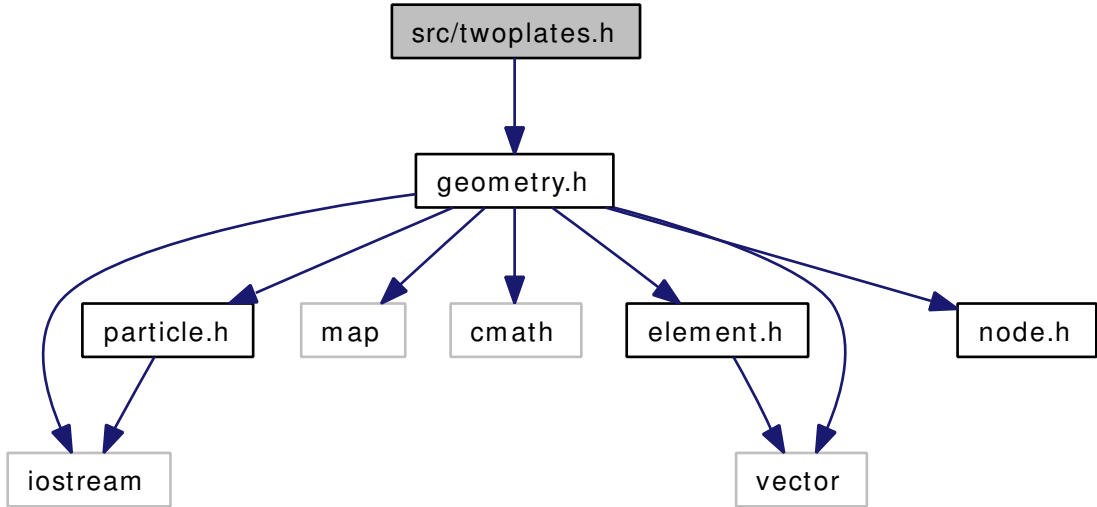 src/twoplates.h
geometry.h
particle.h
map
cmath
element.h
node.h
iostream
vector